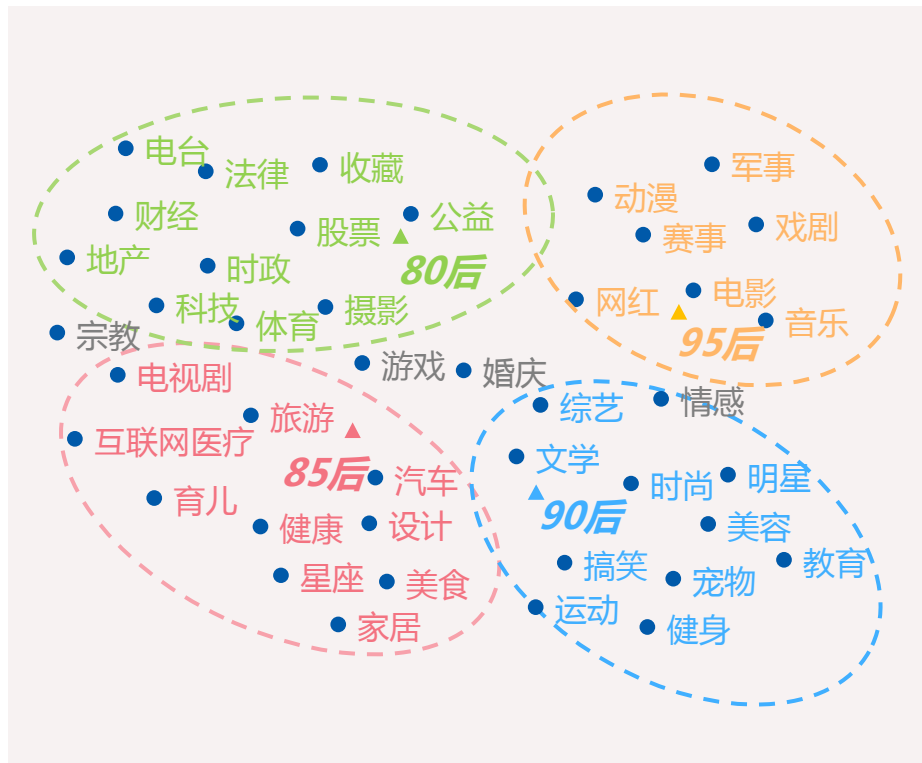 电台
法律
收藏
财经
股票
公益
地产
时政
80后
科技
体育
摄影
宗教
军事
动漫
赛事
戏剧
网红
电影
音乐
95后
游戏
婚庆
情感
电视剧
旅游
互联网医疗
85后
汽车
育儿
健康
设计
星座
美食
家居
综艺
文学
时尚
明星
90后
美容
搞笑
宠物
教育
运动
健身